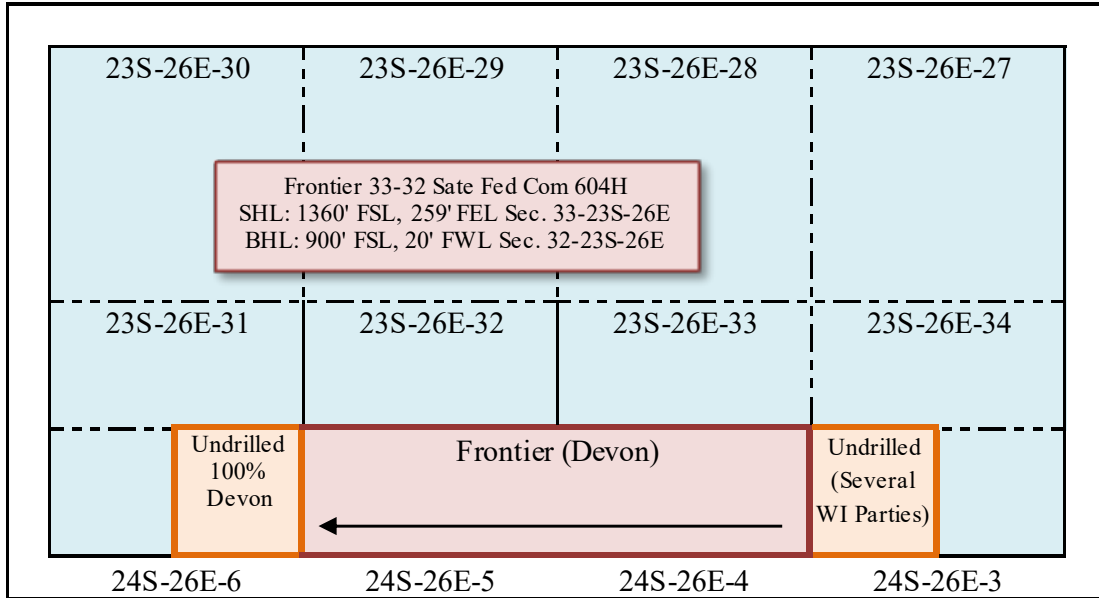 23S-26E-30 23S-26E-29 23S-26E-28 23S-26E-27
Frontier 33-32 Sate Fed Com 604H
SHL: 1360' FSL, 259' FEL Sec. 33-23S-26E
BHL: 900' FSL, 20' FWL Sec. 32-23S-26E
23S-26E-31 23S-26E-32 23S-26E-33 23S-26E-34
Undrilled
100%
Devon
Frontier (Devon)
Undrilled
(Several
WI Parties)
24S-26E-6 24S-26E-5 24S-26E-4 24S-26E-3